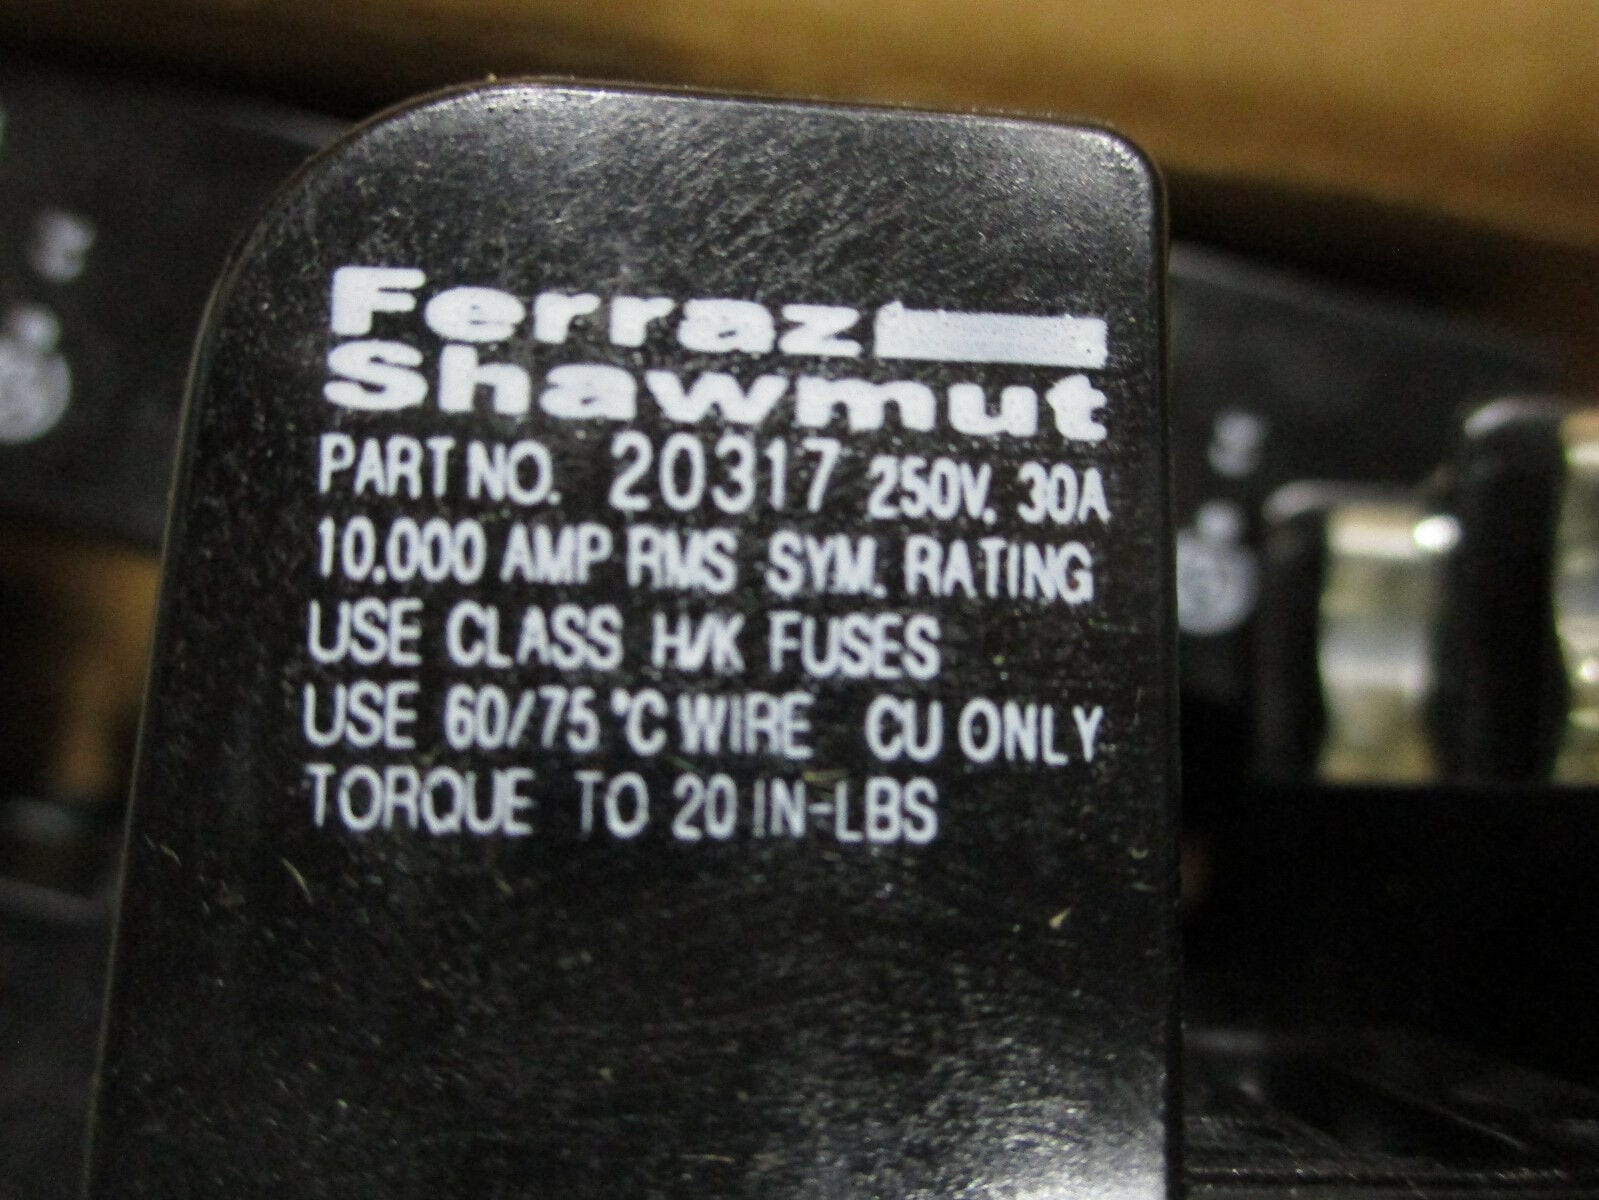 Ferraz
Shawmut
PART NO. 20317 250V. 30A
10.000 AMP RMS SYM. RATING
USE CLASS H/K FUSES
USE 60/75 °C WIRE CU ONLY
TORQUE TO 20 IN-LBS